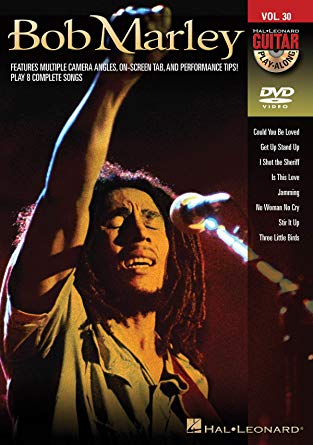 Bob Marley
FEATURES MULTIPLE CAMERA ANGLES, ON-SCREEN TAB, AND PERFORMANCE TIPS!
PLAY 8 COMPLETE SONGS
VOL. 30
HAL•LEONARD
GUITAR
PLAY-ALONG
DVD
VIDEO
Could You Be Loved
Get Up Stand Up
I Shot the Sheriff
Is This Love
Jamming
No Woman No Cry
Stir It Up
Three Little Birds
HAL•LEONARD®